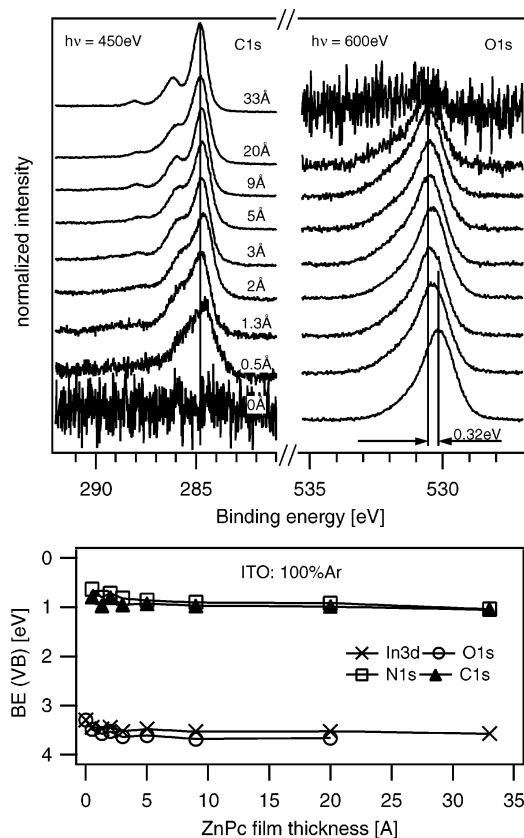 hν = 450eV
C1s
hν = 600eV
O1s
33Å
20Å
9Å
5Å
3Å
2Å
1.3Å
0.5Å
0Å
normalized intensity
0.32eV
290
285
535
530
Binding energy [eV]
ITO: 100%Ar
BE (VB) [eV]
0
1
2
3
4
In3d
O1s
N1s
C1s
0
5
10
15
20
25
30
35
ZnPc film thickness [A]